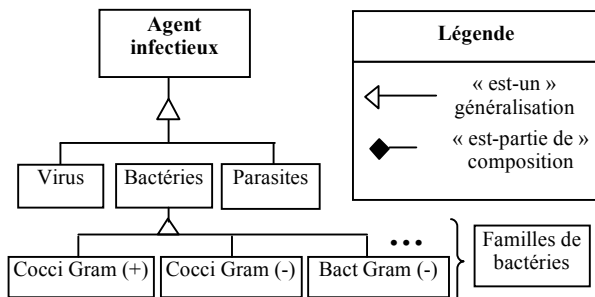 Agent
infectieux
Légende
« est-un »
généralisation
« est-partie de »
composition
Virus
Bactéries
Parasites
Cocci Gram (+)
Cocci Gram (-)
Bact Gram (-)
•••
Familles de
bactéries